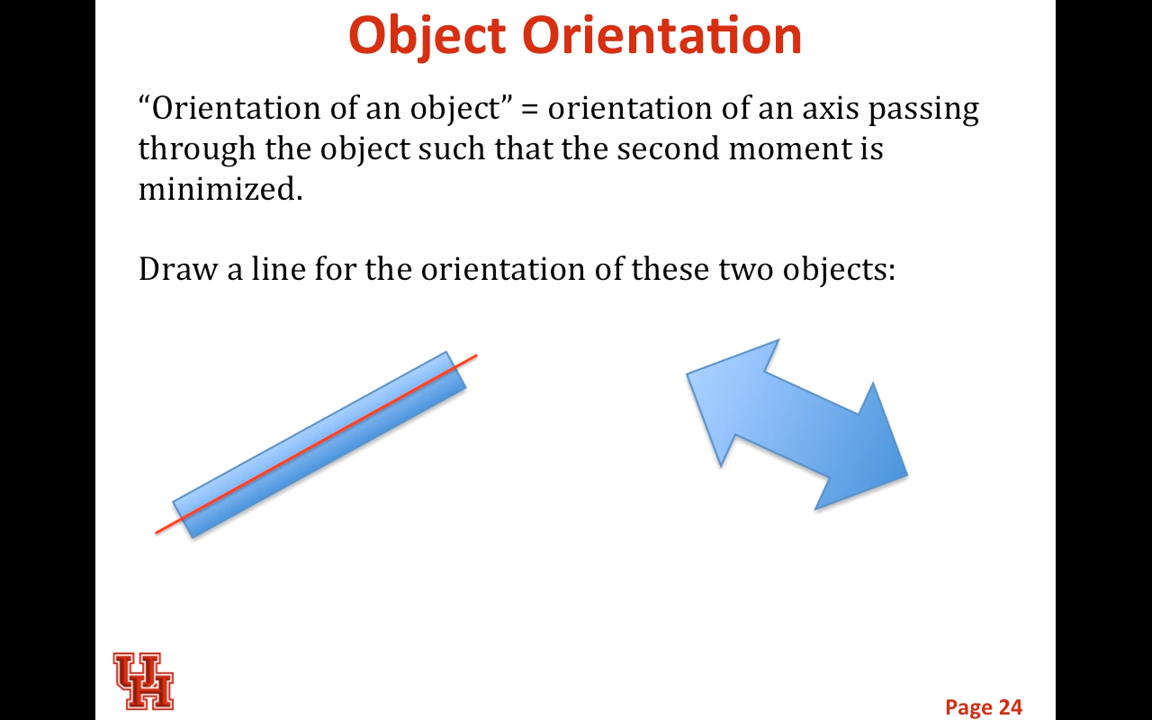 Object Orientation
“Orientation of an object” = orientation of an axis passing
through the object such that the second moment is
minimized.
Draw a line for the orientation of these two objects:
UH
Page 24